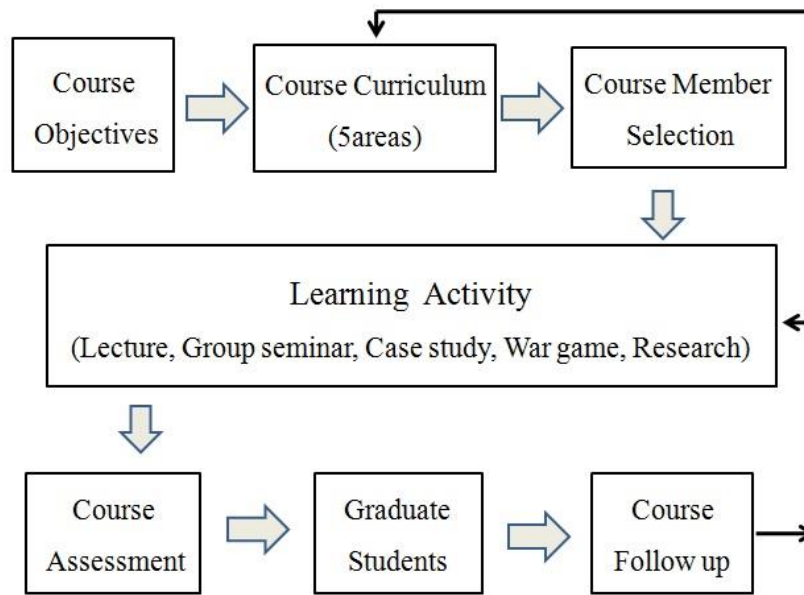 Course
Objectives
Course Curriculum
(5areas)
Course Member
Selection
Learning Activity
(Lecture, Group seminar, Case study, War game, Research)
Course
Assessment
Graduate
Students
Course
Follow up